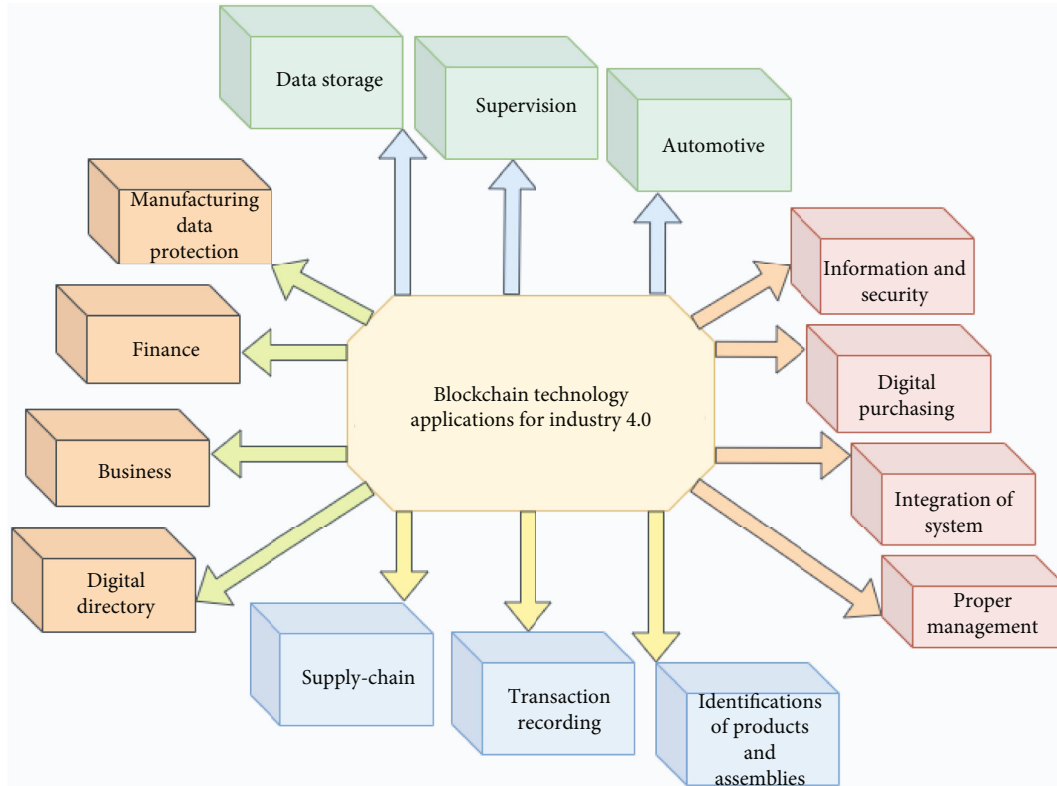 Data storage
Supervision
Automotive
Manufacturing
data
protection
Information and
security
Finance
Digital
purchasing
Blockchain technology
applications for industry 4.0
Business
Integration of
system
Digital
directory
Proper
management
Supply-chain
Transaction
recording
Identifications
of products
and
assemblies